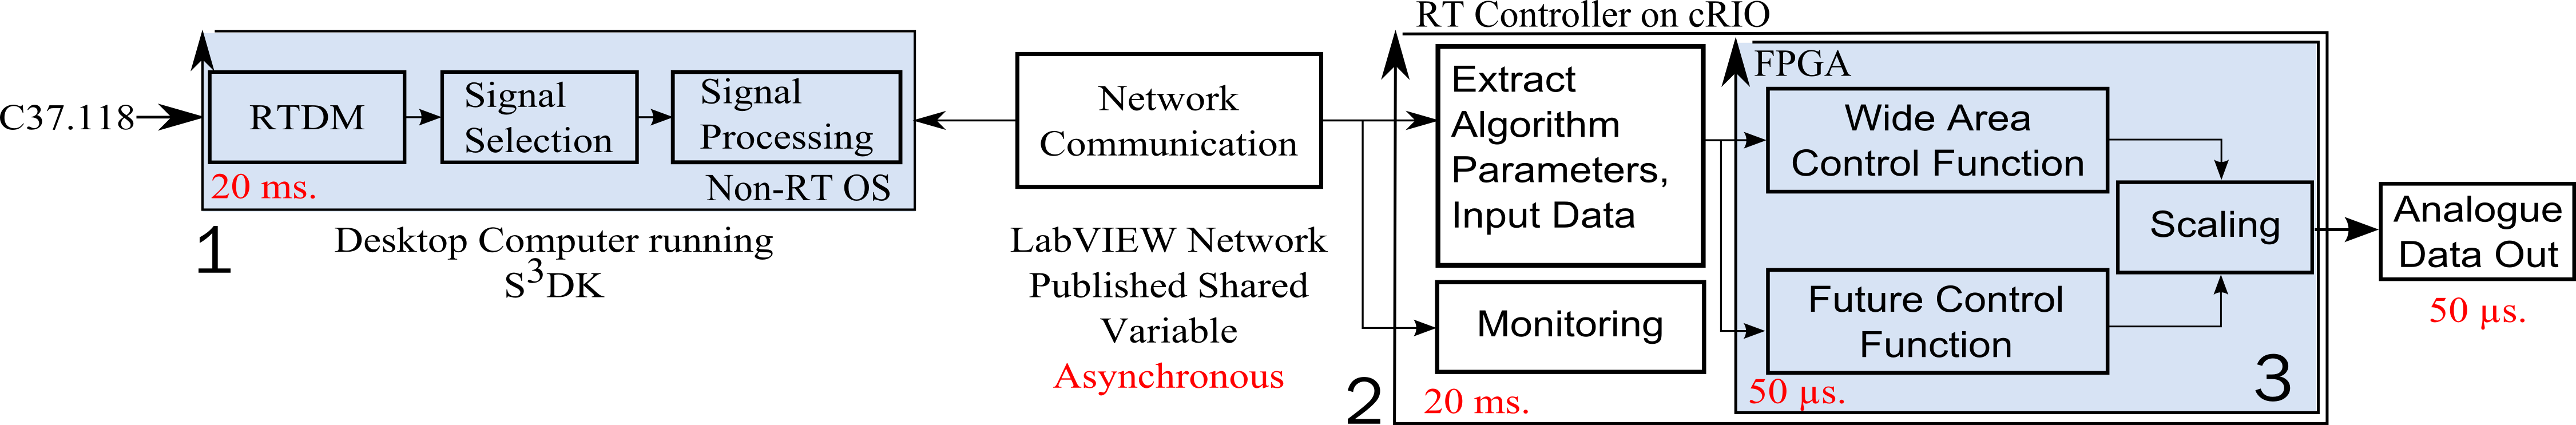 C37.118
RTDM
Signal
Selection
Signal
Processing
20 ms.
Non-RT OS
1
Desktop Computer running
S³DK
Network
Communication
LabVIEW Network
Published Shared
Variable
Asynchronous
RT Controller on cRIO
Extract
Algorithm
Parameters,
Input Data
Monitoring
2
20 ms.
FPGA
Wide Area
Control Function
Future Control
Function
Scaling
50 µs.
3
Analogue
Data Out
50 µs.